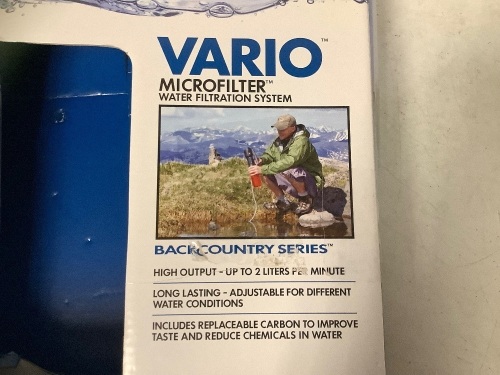 VARIO™
MICROFILTER™
WATER FILTRATION SYSTEM
BACKCOUNTRY SERIES™
HIGH OUTPUT - UP TO 2 LITERS PER MINUTE
LONG LASTING - ADJUSTABLE FOR DIFFERENT
WATER CONDITIONS
INCLUDES REPLACEABLE CARBON TO IMPROVE
TASTE AND REDUCE CHEMICALS IN WATER